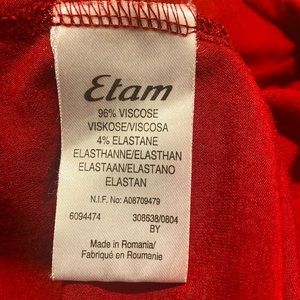 Etam
96% VISCOSE
VISKOSE/VISCOSA
4% ELASTANE
ELASTHANNE/ELASTHAN
ELASTAAN/ELASTANO
ELASTAN
N.I.F. No: A08709479
6094474 308638/0804
BY
Made in Romania/
Fabriqué en Roumanie